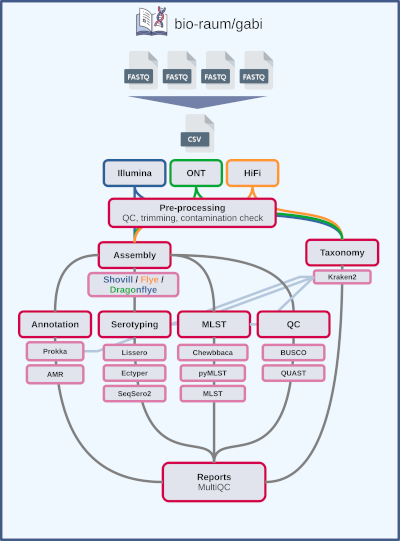 bio-raum/gabi
FASTQ FASTQ FASTQ FASTQ
CSV
Illumina ONT HiFi
Pre-processing
QC, trimming, contamination check
Assembly
Taxonomy
Shovill / Flye /
Dragonflye
Kraken2
Annotation Serotyping MLST QC
Prokka Lissero Chewbbaca BUSCO
AMR Ectyper pyMLST QUAST
SeqSero2 MLST
Reports
MultiQC